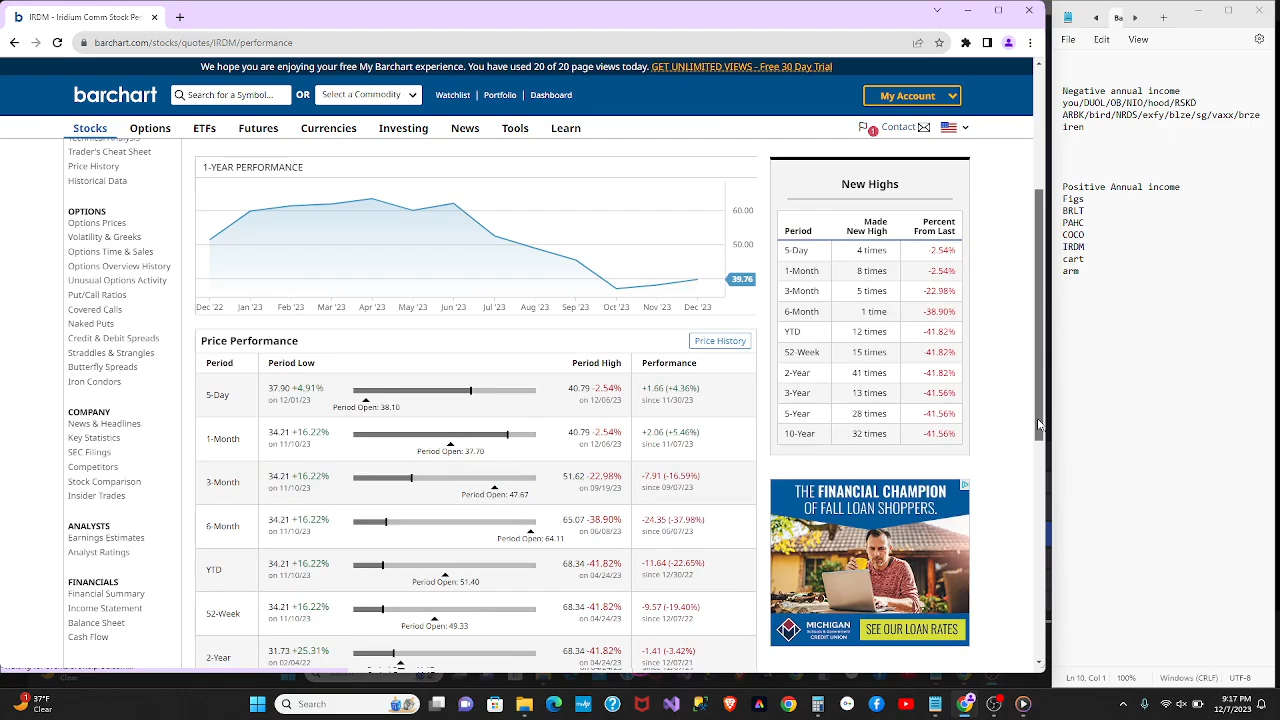 IRDM - Iridium Comm Stock Per
barchart.com/stocks/quotes/IRDM/performance
We hope you are enjoying your free My Barchart experience. You have used 20 of 20 page views today. GET UNLIMITED VIEWS - Free 30 Day Trial
barchart
Search for a Symbol...
OR
Select a Commodity
Watchlist | Portfolio | Dashboard
My Account
Stocks Options ETFs Futures Currencies Investing News Tools Learn
Contact
Trader's Cheat Sheet
Price History
Historical Data
OPTIONS
Options Prices
Volatility & Greeks
Options Time & Sales
Options Overview History
Unusual Options Activity
Put/Call Ratios
Covered Calls
Naked Puts
Credit & Debit Spreads
Straddles & Strangles
Butterfly Spreads
Iron Condors
COMPANY
News & Headlines
Key Statistics
SEC Filings
Competitors
Stock Comparison
Insider Trades
ANALYSTS
Earnings Estimates
Analyst Ratings
FINANCIALS
Financial Summary
Income Statement
Balance Sheet
Cash Flow
1-YEAR PERFORMANCE
60.00
50.00
39.76
Dec '22 Jan '23 Feb '23 Mar '23 Apr '23 May '23 Jun '23 Jul '23 Aug '23 Sep '23 Oct '23 Nov '23 Dec '23
Price Performance
Price History
Period Period Low Period High Performance
5-Day 37.90 +4.91% 40.79 -2.54% +1.66 (+4.36%)
on 12/01/23 on 12/06/23 since 11/30/23
Period Open: 38.10
1-Month 34.21 +16.22% 40.79 -2.54% +2.06 (+5.46%)
on 11/10/23 on 12/06/23 since 11/07/23
Period Open: 37.70
3-Month 34.21 +16.22% 51.62 -22.98% -7.91 (-16.59%)
on 11/10/23 on 09/19/23 since 09/07/23
Period Open: 47.67
6-Month 34.21 +16.22% 65.07 -38.90% -24.35 (-37.98%)
on 11/10/23 on 06/08/23 since 06/07/23
Period Open: 64.11
YTD 34.21 +16.22% 68.34 -41.82% -11.64 (-22.65%)
on 11/10/23 on 04/24/23 since 12/30/22
Period Open: 51.40
52-Week 34.21 +16.22% 68.34 -41.82% -9.57 (-19.40%)
on 11/10/23 on 04/24/23 since 12/07/22
Period Open: 49.33
2-Year 31.73 +25.31% 68.34 -41.82% -1.41 (-3.42%)
on 02/04/22 on 04/24/23 since 12/07/21
New Highs
Period Made New High Percent From Last
5-Day 4 times -2.54%
1-Month 8 times -2.54%
3-Month 5 times -22.98%
6-Month 1 time -38.90%
YTD 12 times -41.82%
52-Week 15 times -41.82%
2-Year 41 times -41.82%
3-Year 13 times -41.56%
5-Year 28 times -41.56%
10-Year 32 times -41.56%
THE FINANCIAL CHAMPION
OF FALL LOAN SHOPPERS.
MICHIGAN
Schools & Government
CREDIT UNION
SEE OUR LOAN RATES
Ba
File Edit View
Negative annual income
you/DUOL/OB/NIO/hood/RSKD
ARBK/bird/NRDS/exfy/blze/sg/vaxx/brze
iren
Positive Annual income
Figs
BRLT
PAHC
COCO
IRDM
cart
arm
Ln 10, Col 1 100% Windows (CRLF) UTF-8
Clear
1
37°F
Clear
Search
9:17 PM
12/7/2023